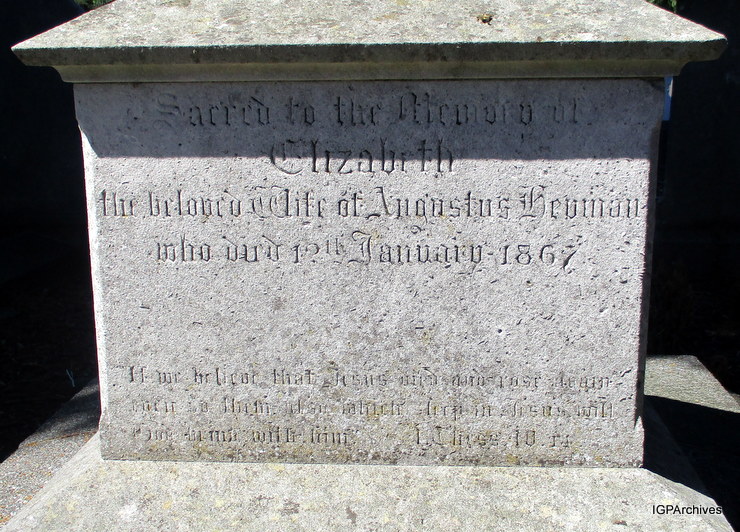 Sacred to the Memory of
Elizabeth
the beloved Wife of Augustus Heyman
who died 12th January 1867
If we believe that Jesus died and rose again
even so them also which sleep in Jesus will
God bring with him 1. Thess.
IGPArchives